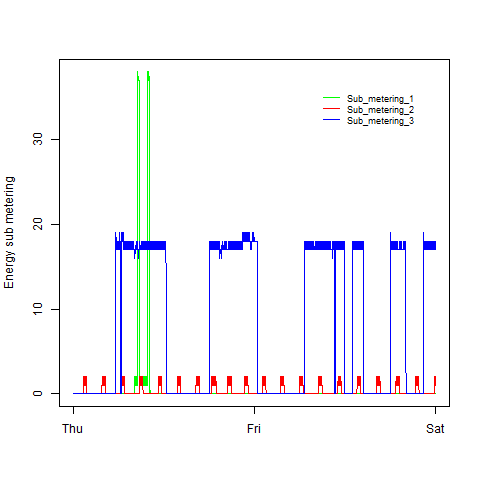 Sub_metering_1
Sub_metering_2
Sub_metering_3
Energy sub metering
30
20
10
0
Thu Fri Sat